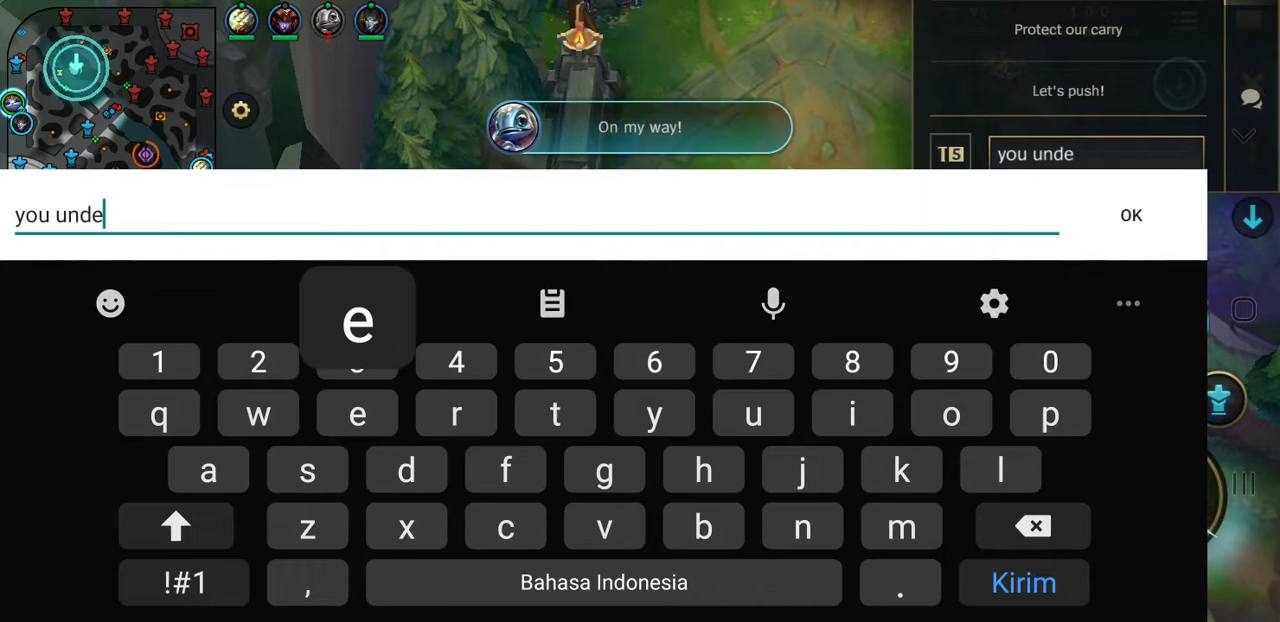 Protect our carry
Let's push!
On my way!
T5
you unde
you unde
OK
e
1 2 4 5 6 7 8 9 0
q w e r t y u i o p
a s d f g h j k l
z x c v b n m
!#1 , Bahasa Indonesia . Kirim